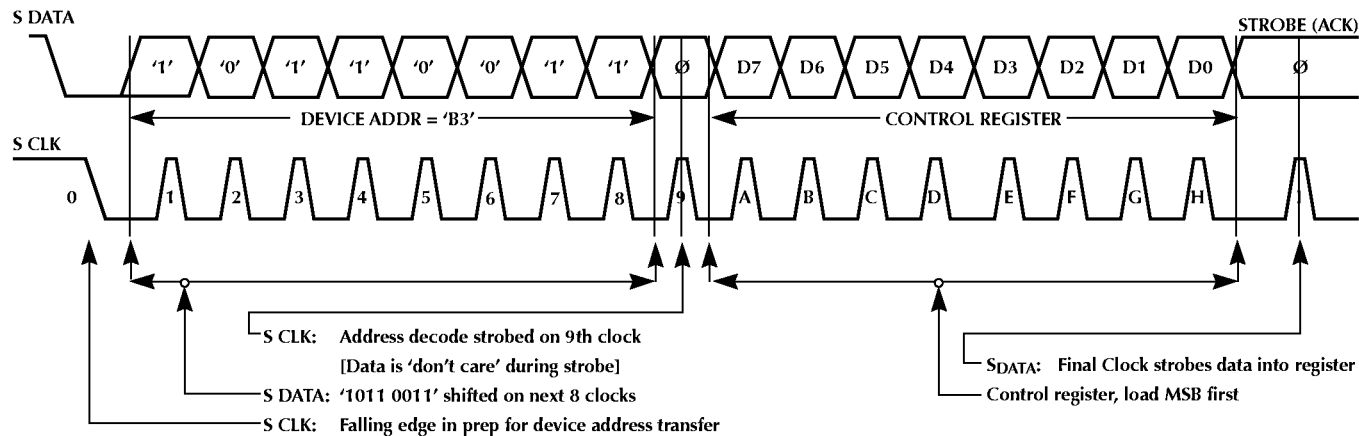 S DATA
STROBE (ACK)
‘1’ ‘0’ ‘1’ ‘1’ ‘0’ ‘0’ ‘1’ ‘1’ Ø D7 D6 D5 D4 D3 D2 D1 D0 Ø
DEVICE ADDR = ‘B3’
CONTROL REGISTER
S CLK
0 1 2 3 4 5 6 7 8 9 A B C D E F G H I
S CLK: Address decode strobed on 9th clock
[Data is ‘don’t care’ during strobe]
S DATA: ‘1011 0011’ shifted on next 8 clocks
S CLK: Falling edge in prep for device address transfer
SDATA: Final Clock strobes data into register
Control register, load MSB first